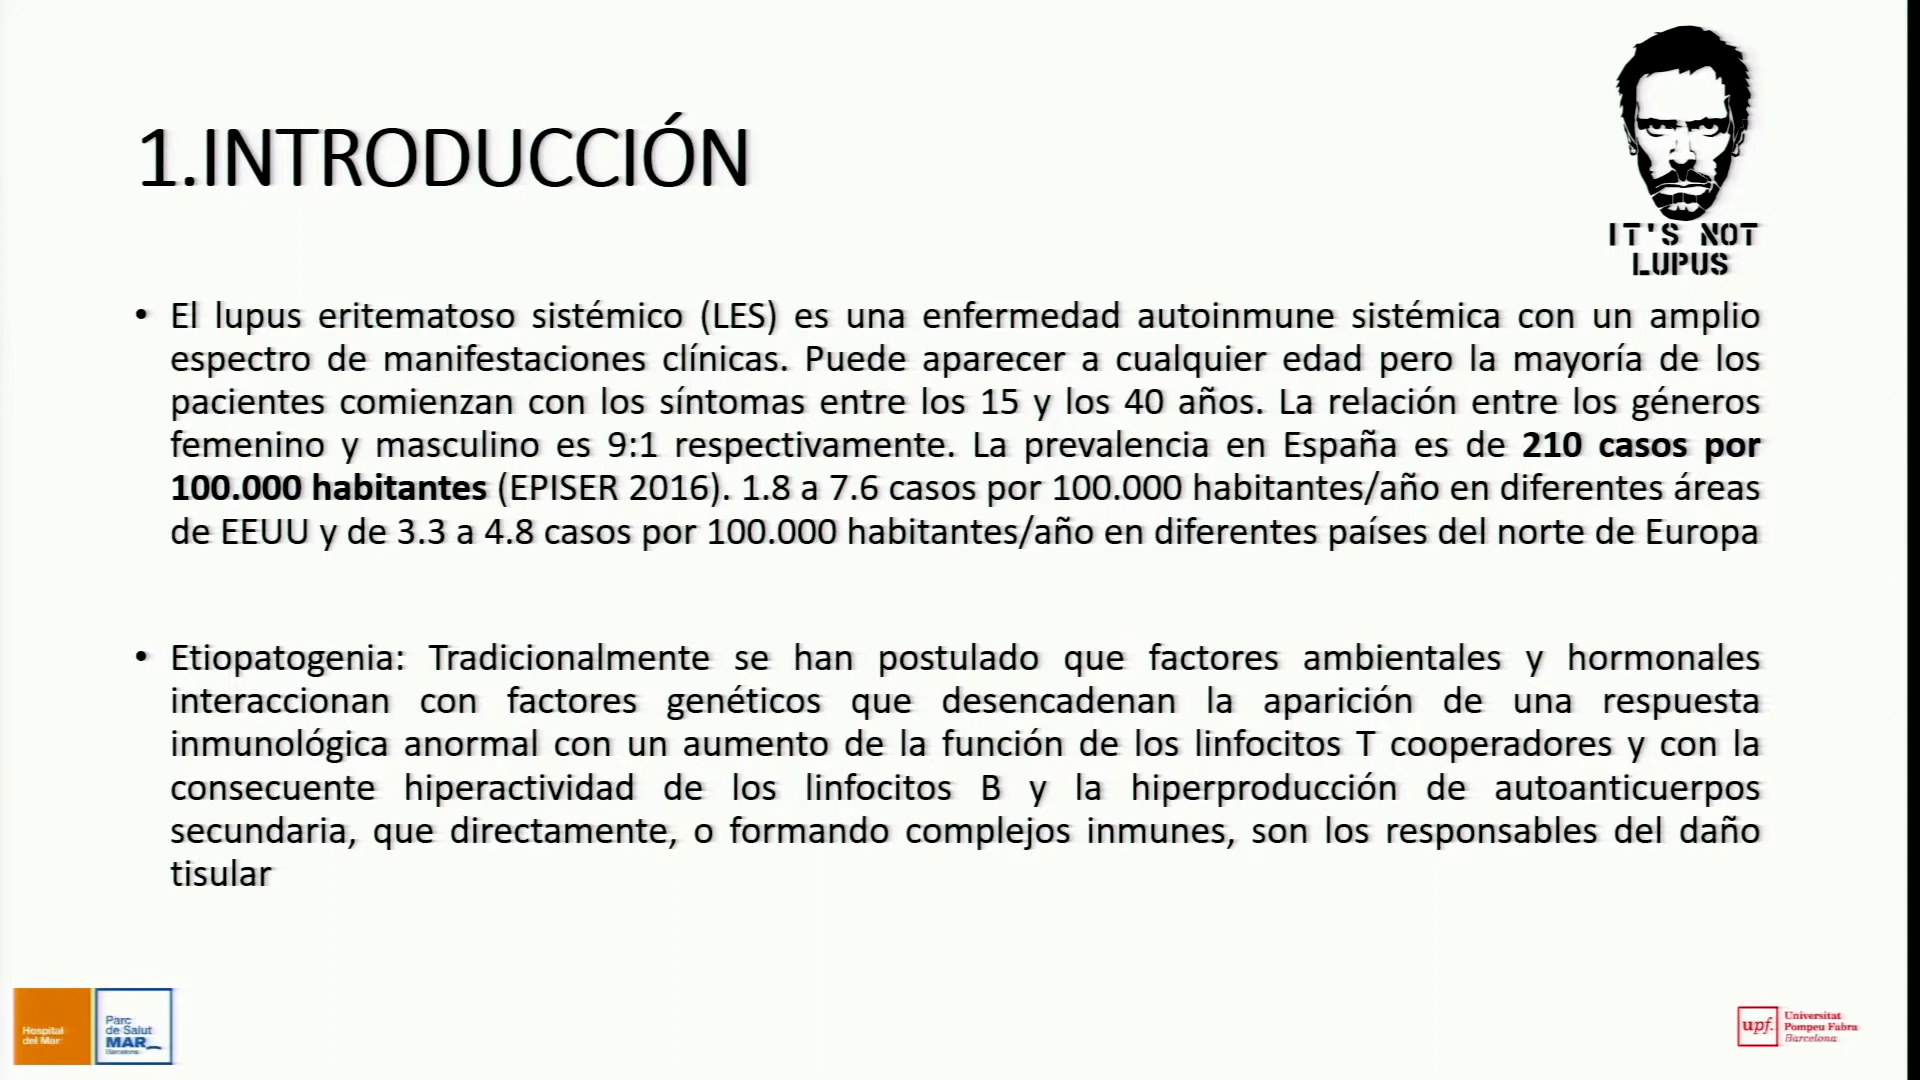 1.INTRODUCCIÓN
IT'S NOT
LUPUS
• El lupus eritematoso sistémico (LES) es una enfermedad autoinmune sistémica con un amplio
espectro de manifestaciones clínicas. Puede aparecer a cualquier edad pero la mayoría de los
pacientes comienzan con los síntomas entre los 15 y los 40 años. La relación entre los géneros
femenino y masculino es 9:1 respectivamente. La prevalencia en España es de 210 casos por
100.000 habitantes (EPISER 2016). 1.8 a 7.6 casos por 100.000 habitantes/año en diferentes áreas
de EEUU y de 3.3 a 4.8 casos por 100.000 habitantes/año en diferentes países del norte de Europa
• Etiopatogenia: Tradicionalmente se han postulado que factores ambientales y hormonales
interaccionan con factores genéticos que desencadenan la aparición de una respuesta
inmunológica anormal con un aumento de la función de los linfocitos T cooperadores y con la
consecuente hiperactividad de los linfocitos B y la hiperproducción de autoanticuerpos
secundaria, que directamente, o formando complejos inmunes, son los responsables del daño
tisular
Hospital
del Mar
Parc
de Salut
MAR
Barcelona
upf.
Universitat
Pompeu Fabra
Barcelona